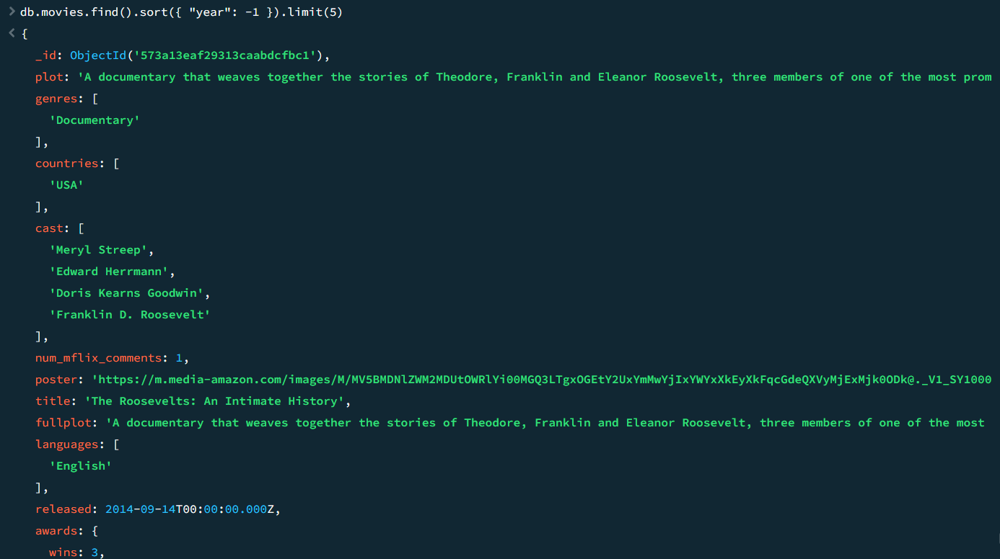 > db.movies.find().sort({ "year": -1 }).limit(5)
< {
_id: ObjectId('573a13eaf29313caabdcfbc1'),
plot: 'A documentary that weaves together the stories of Theodore, Franklin and Eleanor Roosevelt, three members of one of the most prom
genres: [
'Documentary'
],
countries: [
'USA'
],
cast: [
'Meryl Streep',
'Edward Herrmann',
'Doris Kearns Goodwin',
'Franklin D. Roosevelt'
],
num_mflix_comments: 1,
poster: 'https://m.media-amazon.com/images/M/MV5BMDNlZWM2MDUtOWRlYi00MGQ3LTgxOGEtY2UxYmMwYjIxYWYxXkEyXkFqcGdeQXVyMjExMjk0ODk@._V1_SY1000
title: 'The Roosevelts: An Intimate History',
fullplot: 'A documentary that weaves together the stories of Theodore, Franklin and Eleanor Roosevelt, three members of one of the most
languages: [
'English'
],
released: 2014-09-14T00:00:00.000Z,
awards: {
wins: 3,